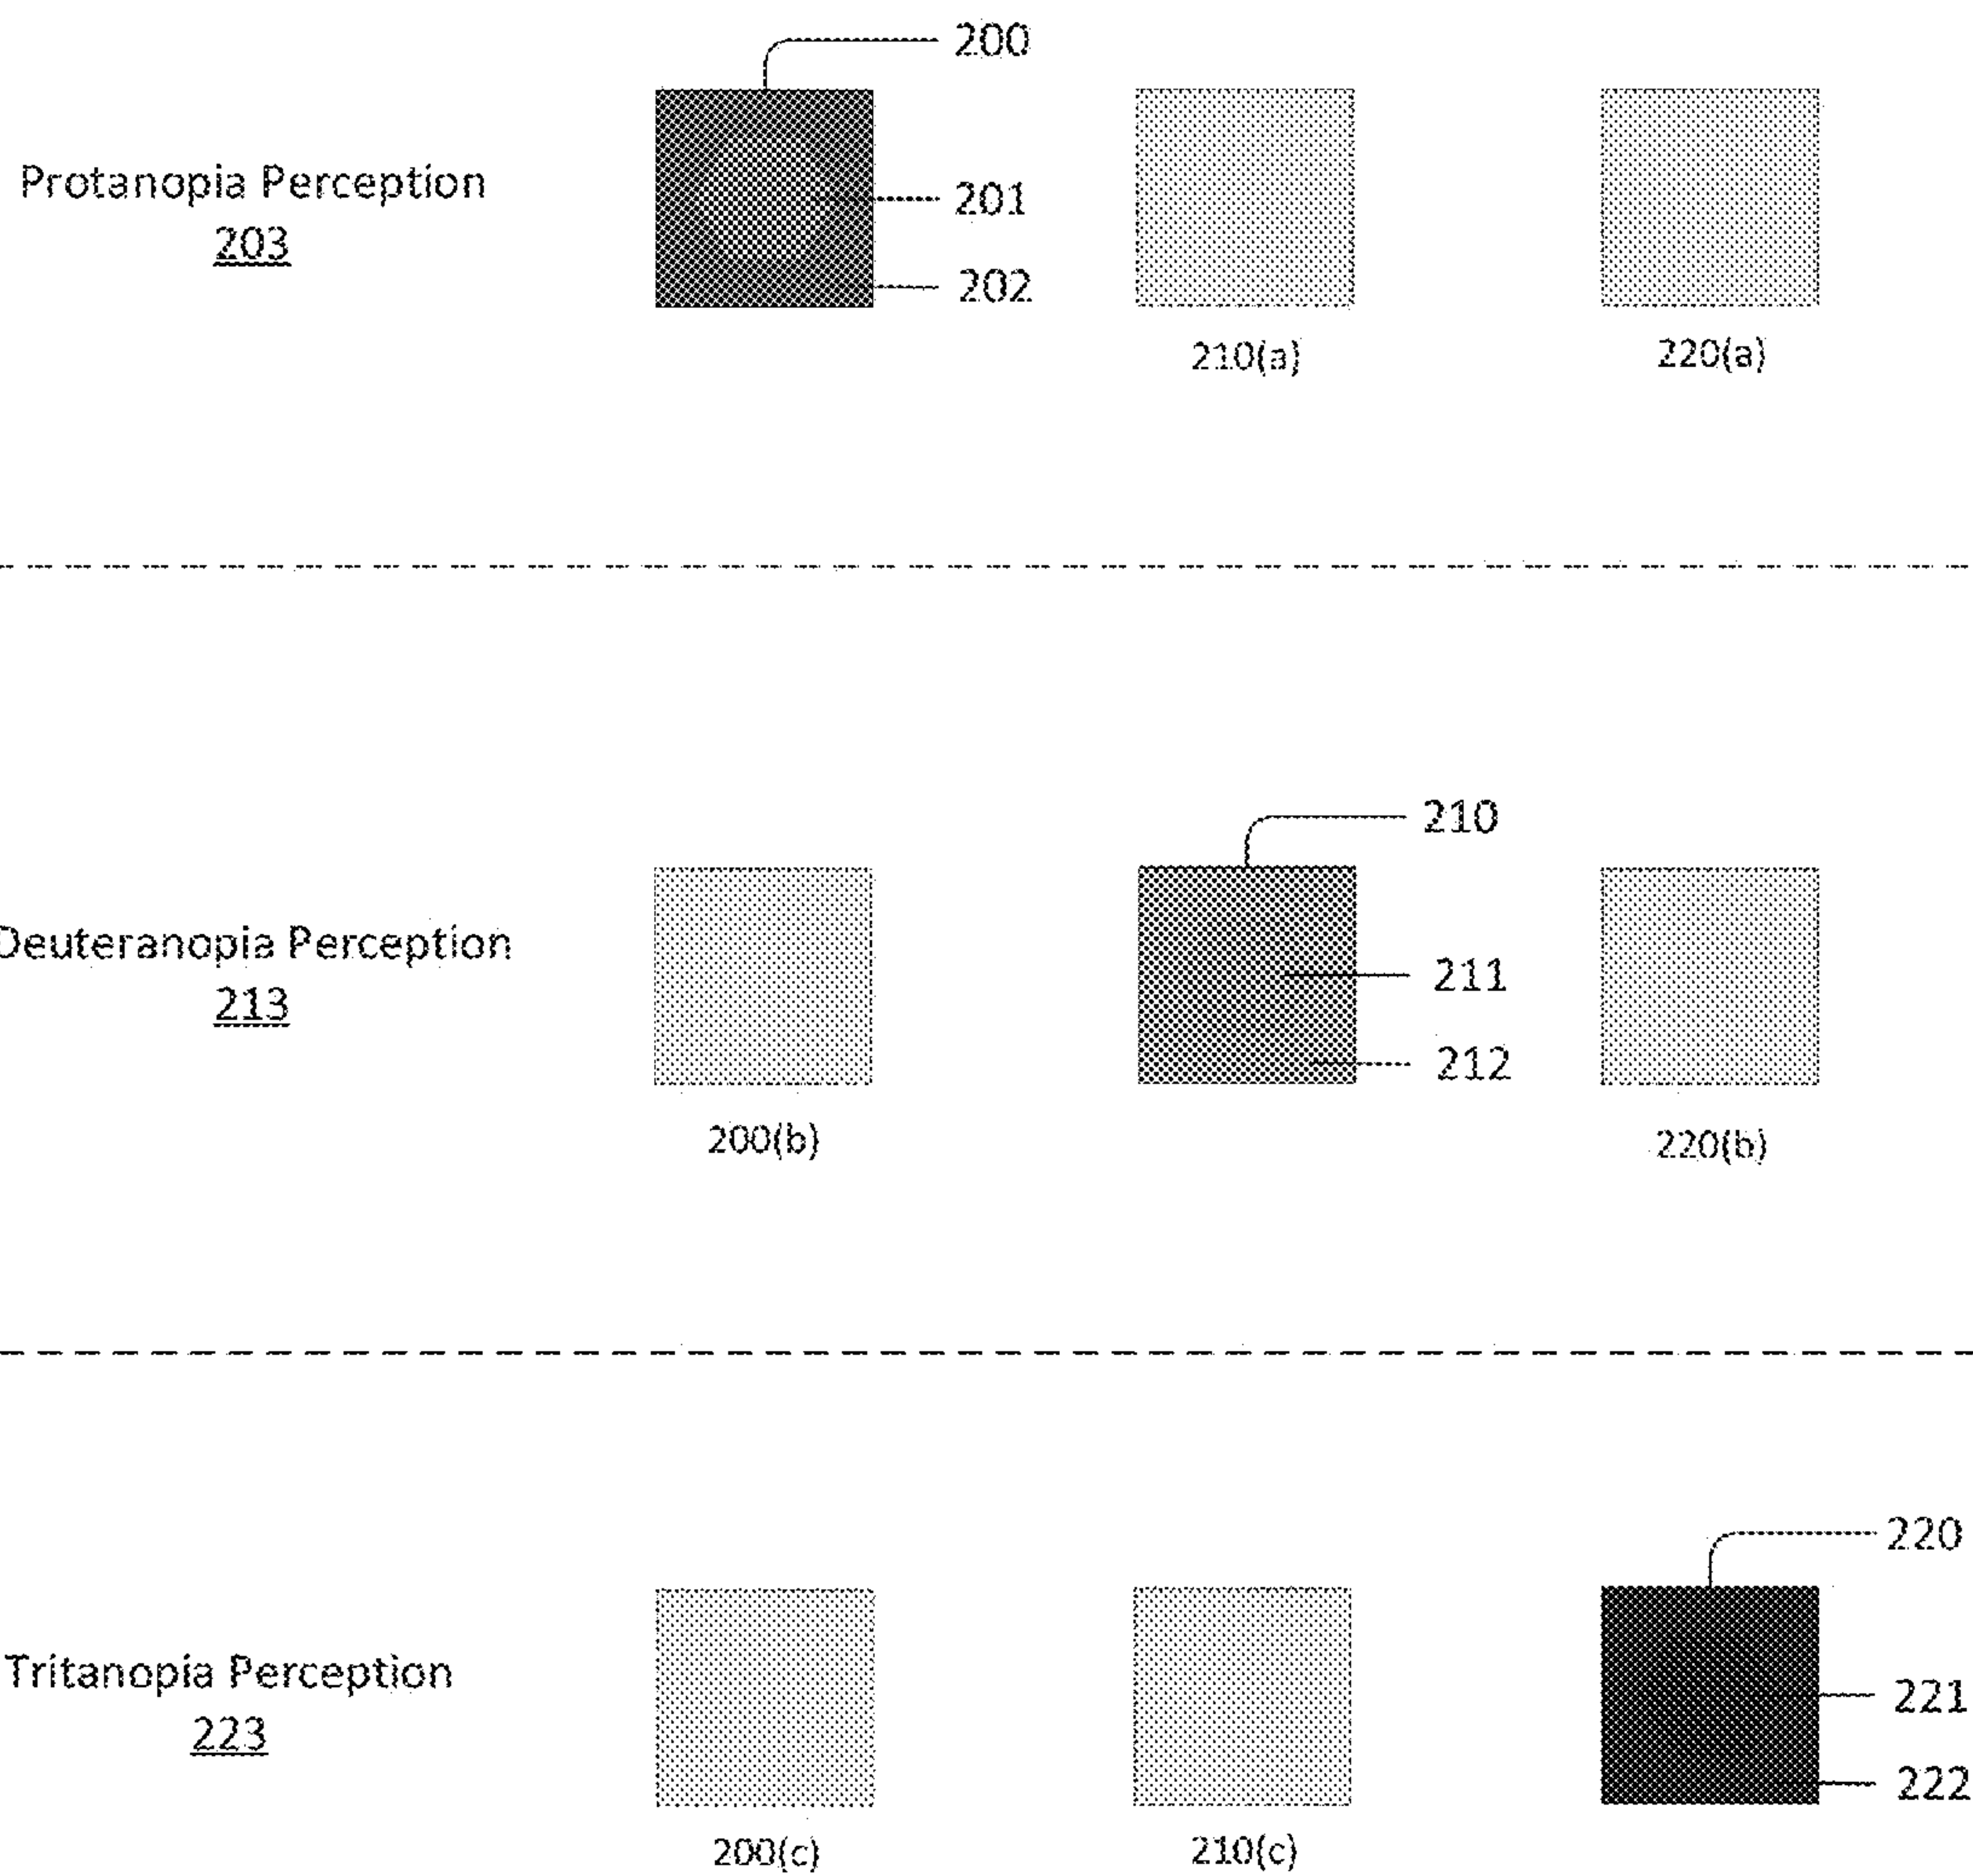 200
Protanopia Perception
203
201
202
210(a)
220(a)
210
Deuteranopia Perception
213
211
212
200(b)
220(b)
220
Tritanopia Perception
223
221
222
200(c)
210(c)